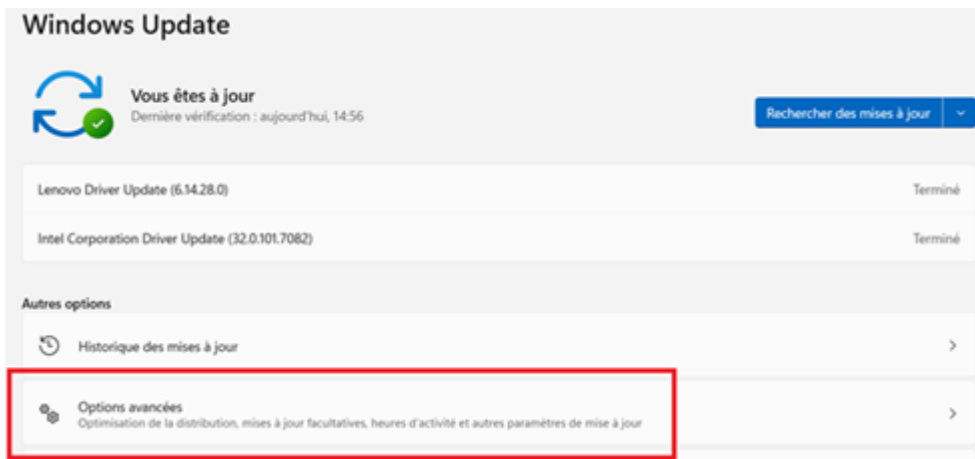 Windows Update
Vous êtes à jour
Dernière vérification : aujourd'hui, 14:56
Rechercher des mises à jour
Lenovo Driver Update (6.14.28.0)
Terminé
Intel Corporation Driver Update (32.0.101.7082)
Terminé
Autres options
Historique des mises à jour
Options avancées
Optimisation de la distribution, mises à jour facultatives, heures d'activité et autres paramètres de mise à jour